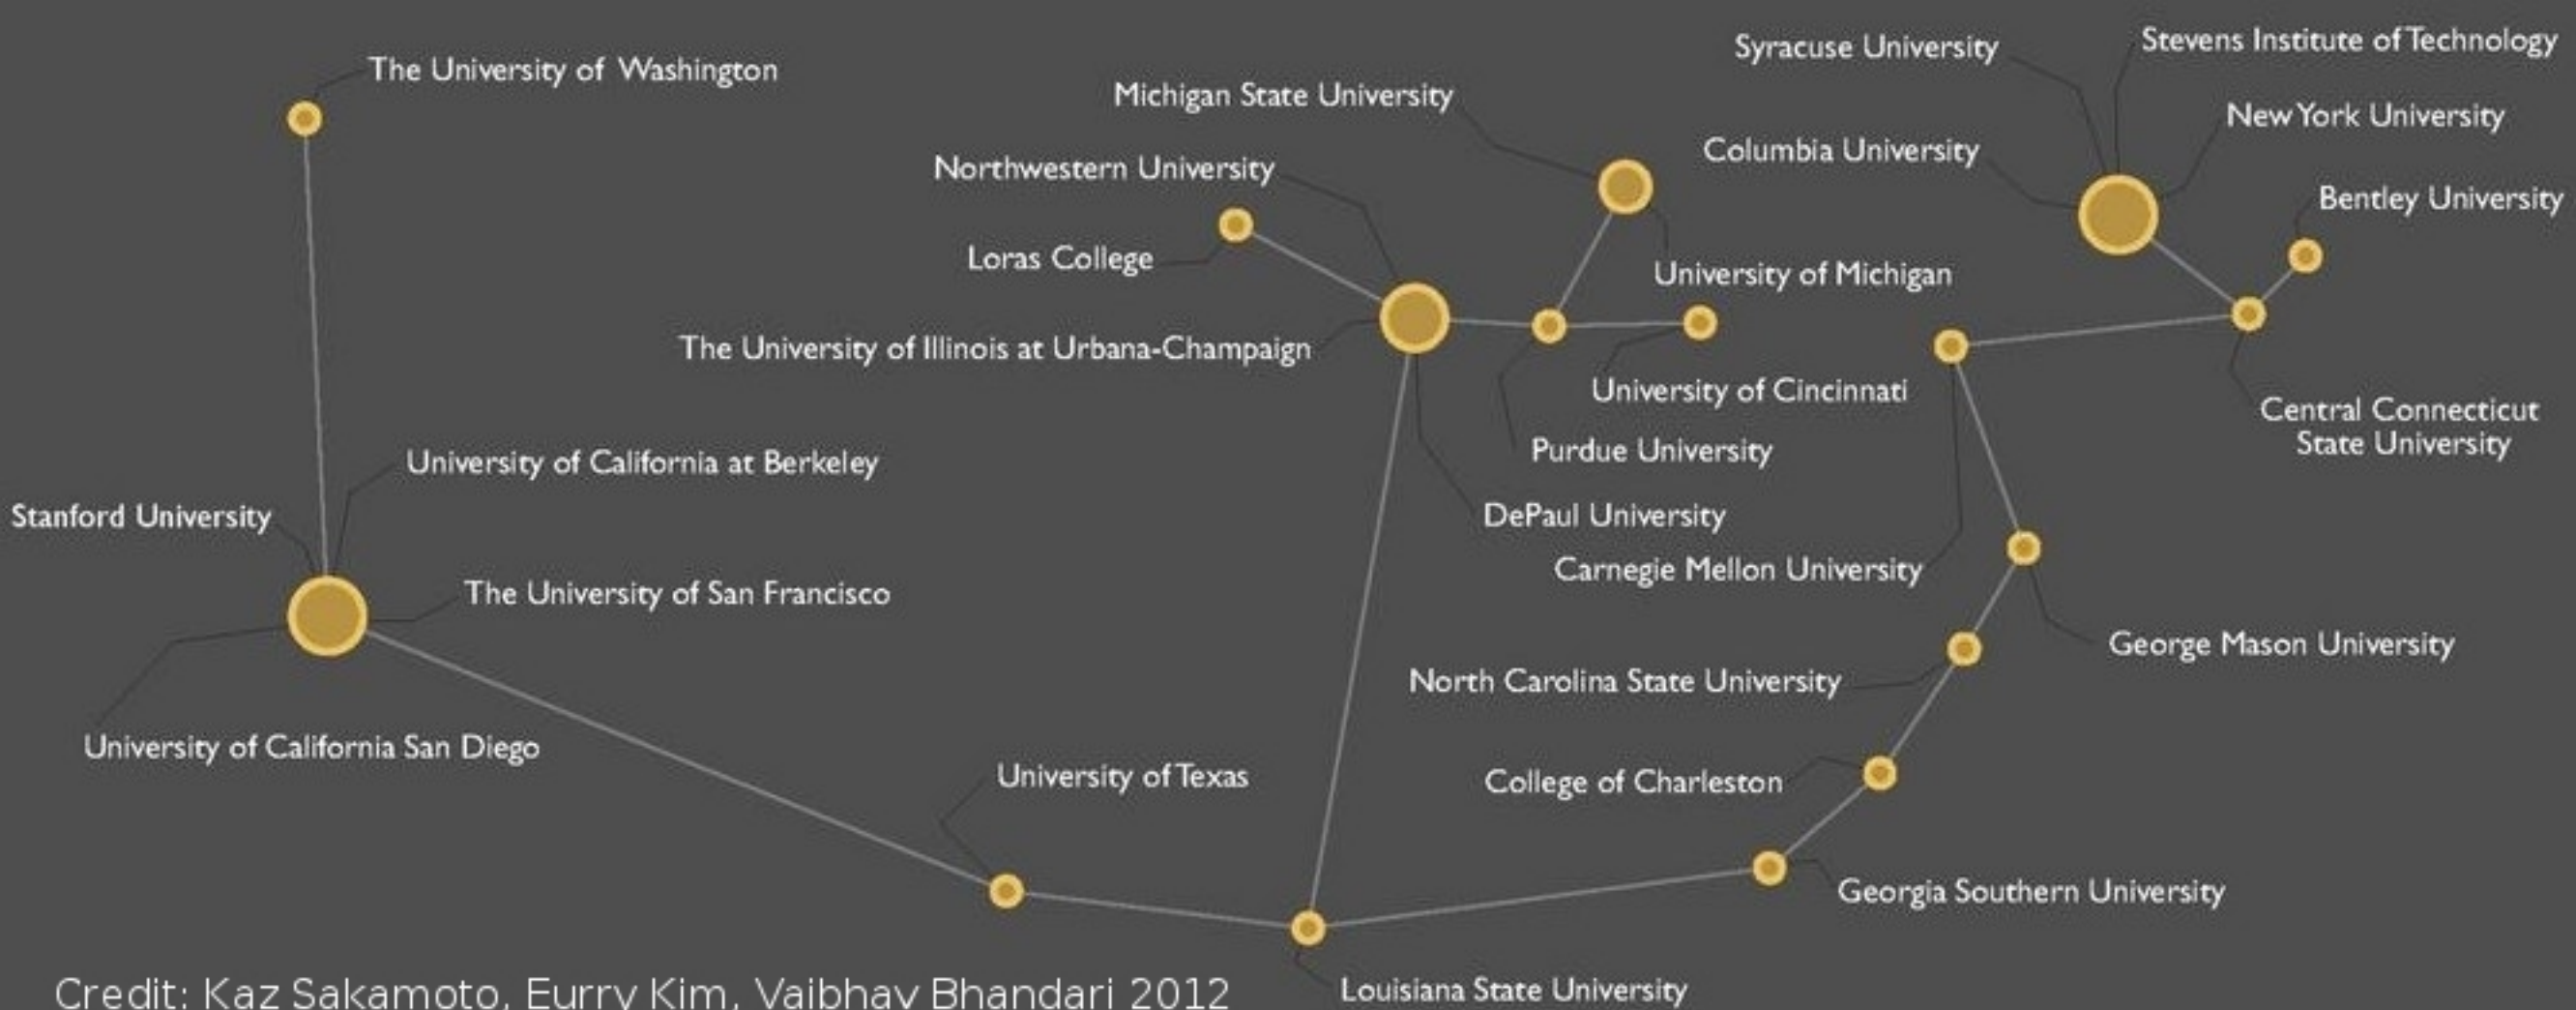 Stevens Institute of Technology
Syracuse University
The University of Washington
Michigan State University
New York University
Columbia University
Northwestern University
Bentley University
Loras College
University of Michigan
The University of Illinois at Urbana-Champaign
University of Cincinnati
Central Connecticut
State University
Purdue University
University of California at Berkeley
Stanford University
DePaul University
Carnegie Mellon University
The University of San Francisco
George Mason University
North Carolina State University
University of California San Diego
University of Texas
College of Charleston
Georgia Southern University
Louisiana State University
Credit: Kaz Sakamoto, Eurry Kim, Vaibhav Bhandari 2012